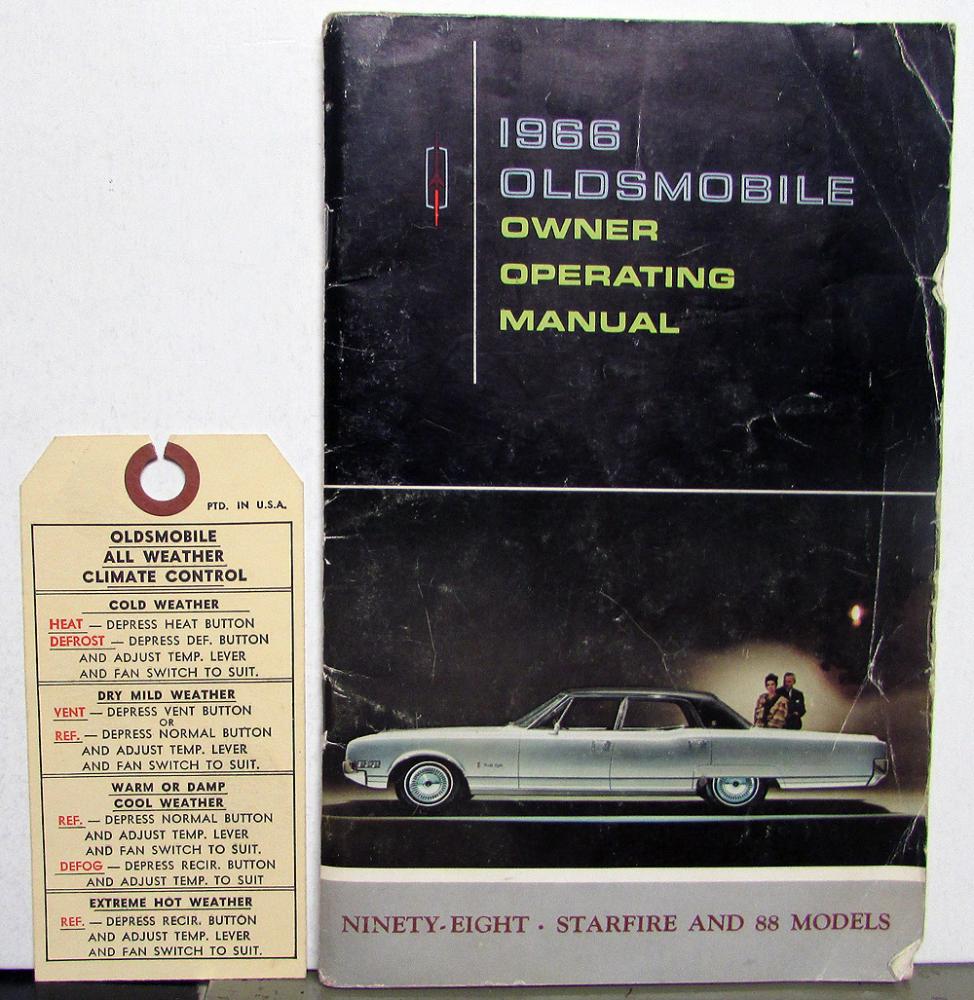 PTD. IN U.S.A.
OLDSMOBILE
ALL WEATHER
CLIMATE CONTROL
COLD WEATHER
HEAT — DEPRESS HEAT BUTTON
DEFROST — DEPRESS DEF. BUTTON
AND ADJUST TEMP. LEVER
AND FAN SWITCH TO SUIT.
DRY MILD WEATHER
VENT — DEPRESS VENT BUTTON
OR
REF. — DEPRESS NORMAL BUTTON
AND ADJUST TEMP. LEVER
AND FAN SWITCH TO SUIT.
WARM OR DAMP
COOL WEATHER
REF. — DEPRESS NORMAL BUTTON
AND ADJUST TEMP. LEVER
AND FAN SWITCH TO SUIT.
DEFOG — DEPRESS RECIR. BUTTON
AND ADJUST TEMP. TO SUIT
EXTREME HOT WEATHER
REF. — DEPRESS RECIR. BUTTON
AND ADJUST TEMP. LEVER
AND FAN SWITCH TO SUIT.
1966
OLDSMOBILE
OWNER
OPERATING
MANUAL
NINETY-EIGHT · STARFIRE AND 88 MODELS